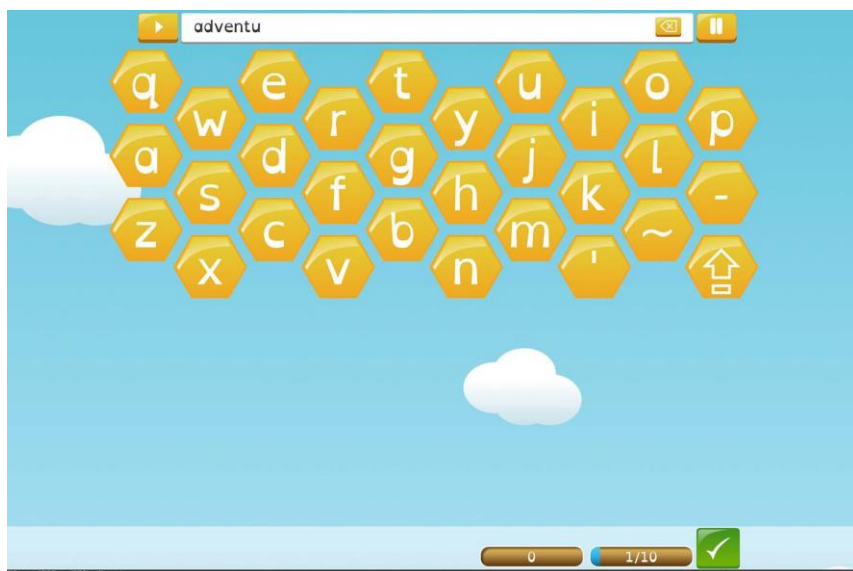 adventu
q e t u o
w r y i p
a d g j l
s f h k -
z c b m ~
x v n '
0 1/10